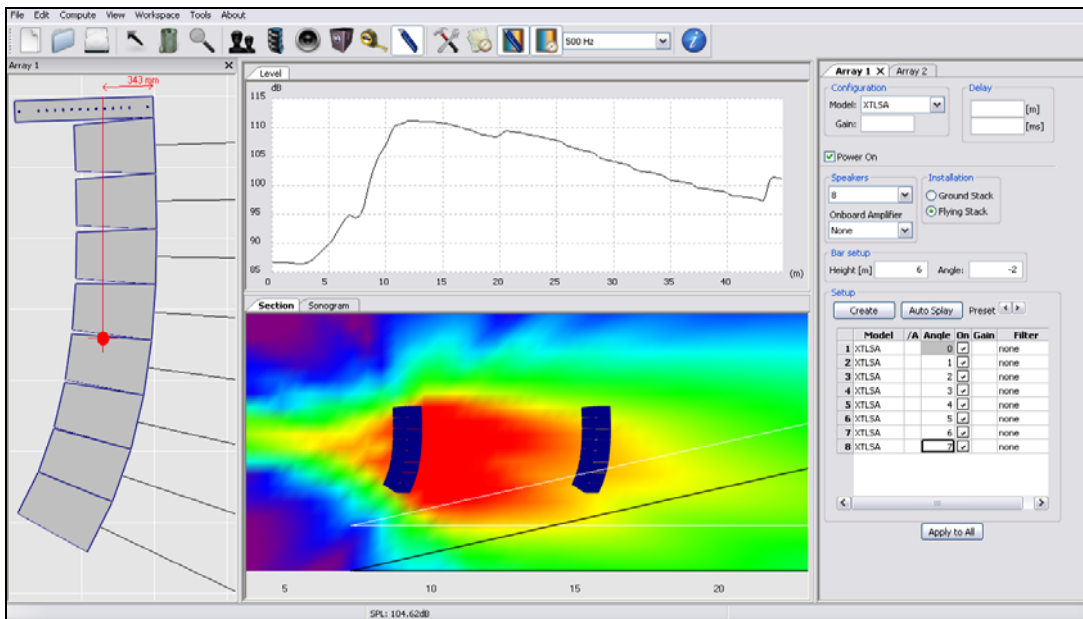 File Edit Compute View Workspace Tools About
500 Hz
Array 1 X
343 mm
Level
dB
115
110
105
100
95
90
85
0 5 10 15 20 25 30 35 40 (m)
Section Sonogram
5 10 15 20
Array 1 X Array 2
Configuration
Model: XTLSA
Gain:
Delay
[m]
[ms]
Power On
Speakers
8
Onboard Amplifier
None
Installation
Ground Stack
Flying Stack
Bar setup
Height [m] 6 Angle: -2
Setup
Create Auto Splay Preset
Model /A Angle On Gain Filter
1 XTLSA 0 none
2 XTLSA 1 none
3 XTLSA 2 none
4 XTLSA 3 none
5 XTLSA 4 none
6 XTLSA 5 none
7 XTLSA 6 none
8 XTLSA 7 none
Apply to All
SPL: 104.62dB